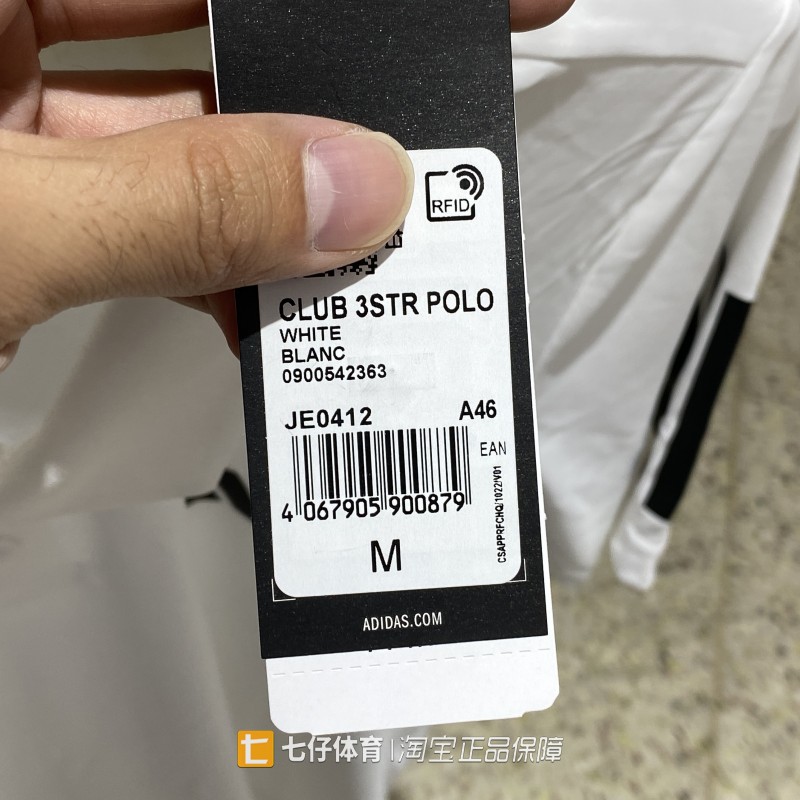 RFID
CLUB 3STR POLO
WHITE
BLANC
0900542363
JE0412 A46
EAN
4 067905 900879
CSAPPRFCHQ/1022/V01
M
ADIDAS.COM
七仔体育|淘宝正品保障